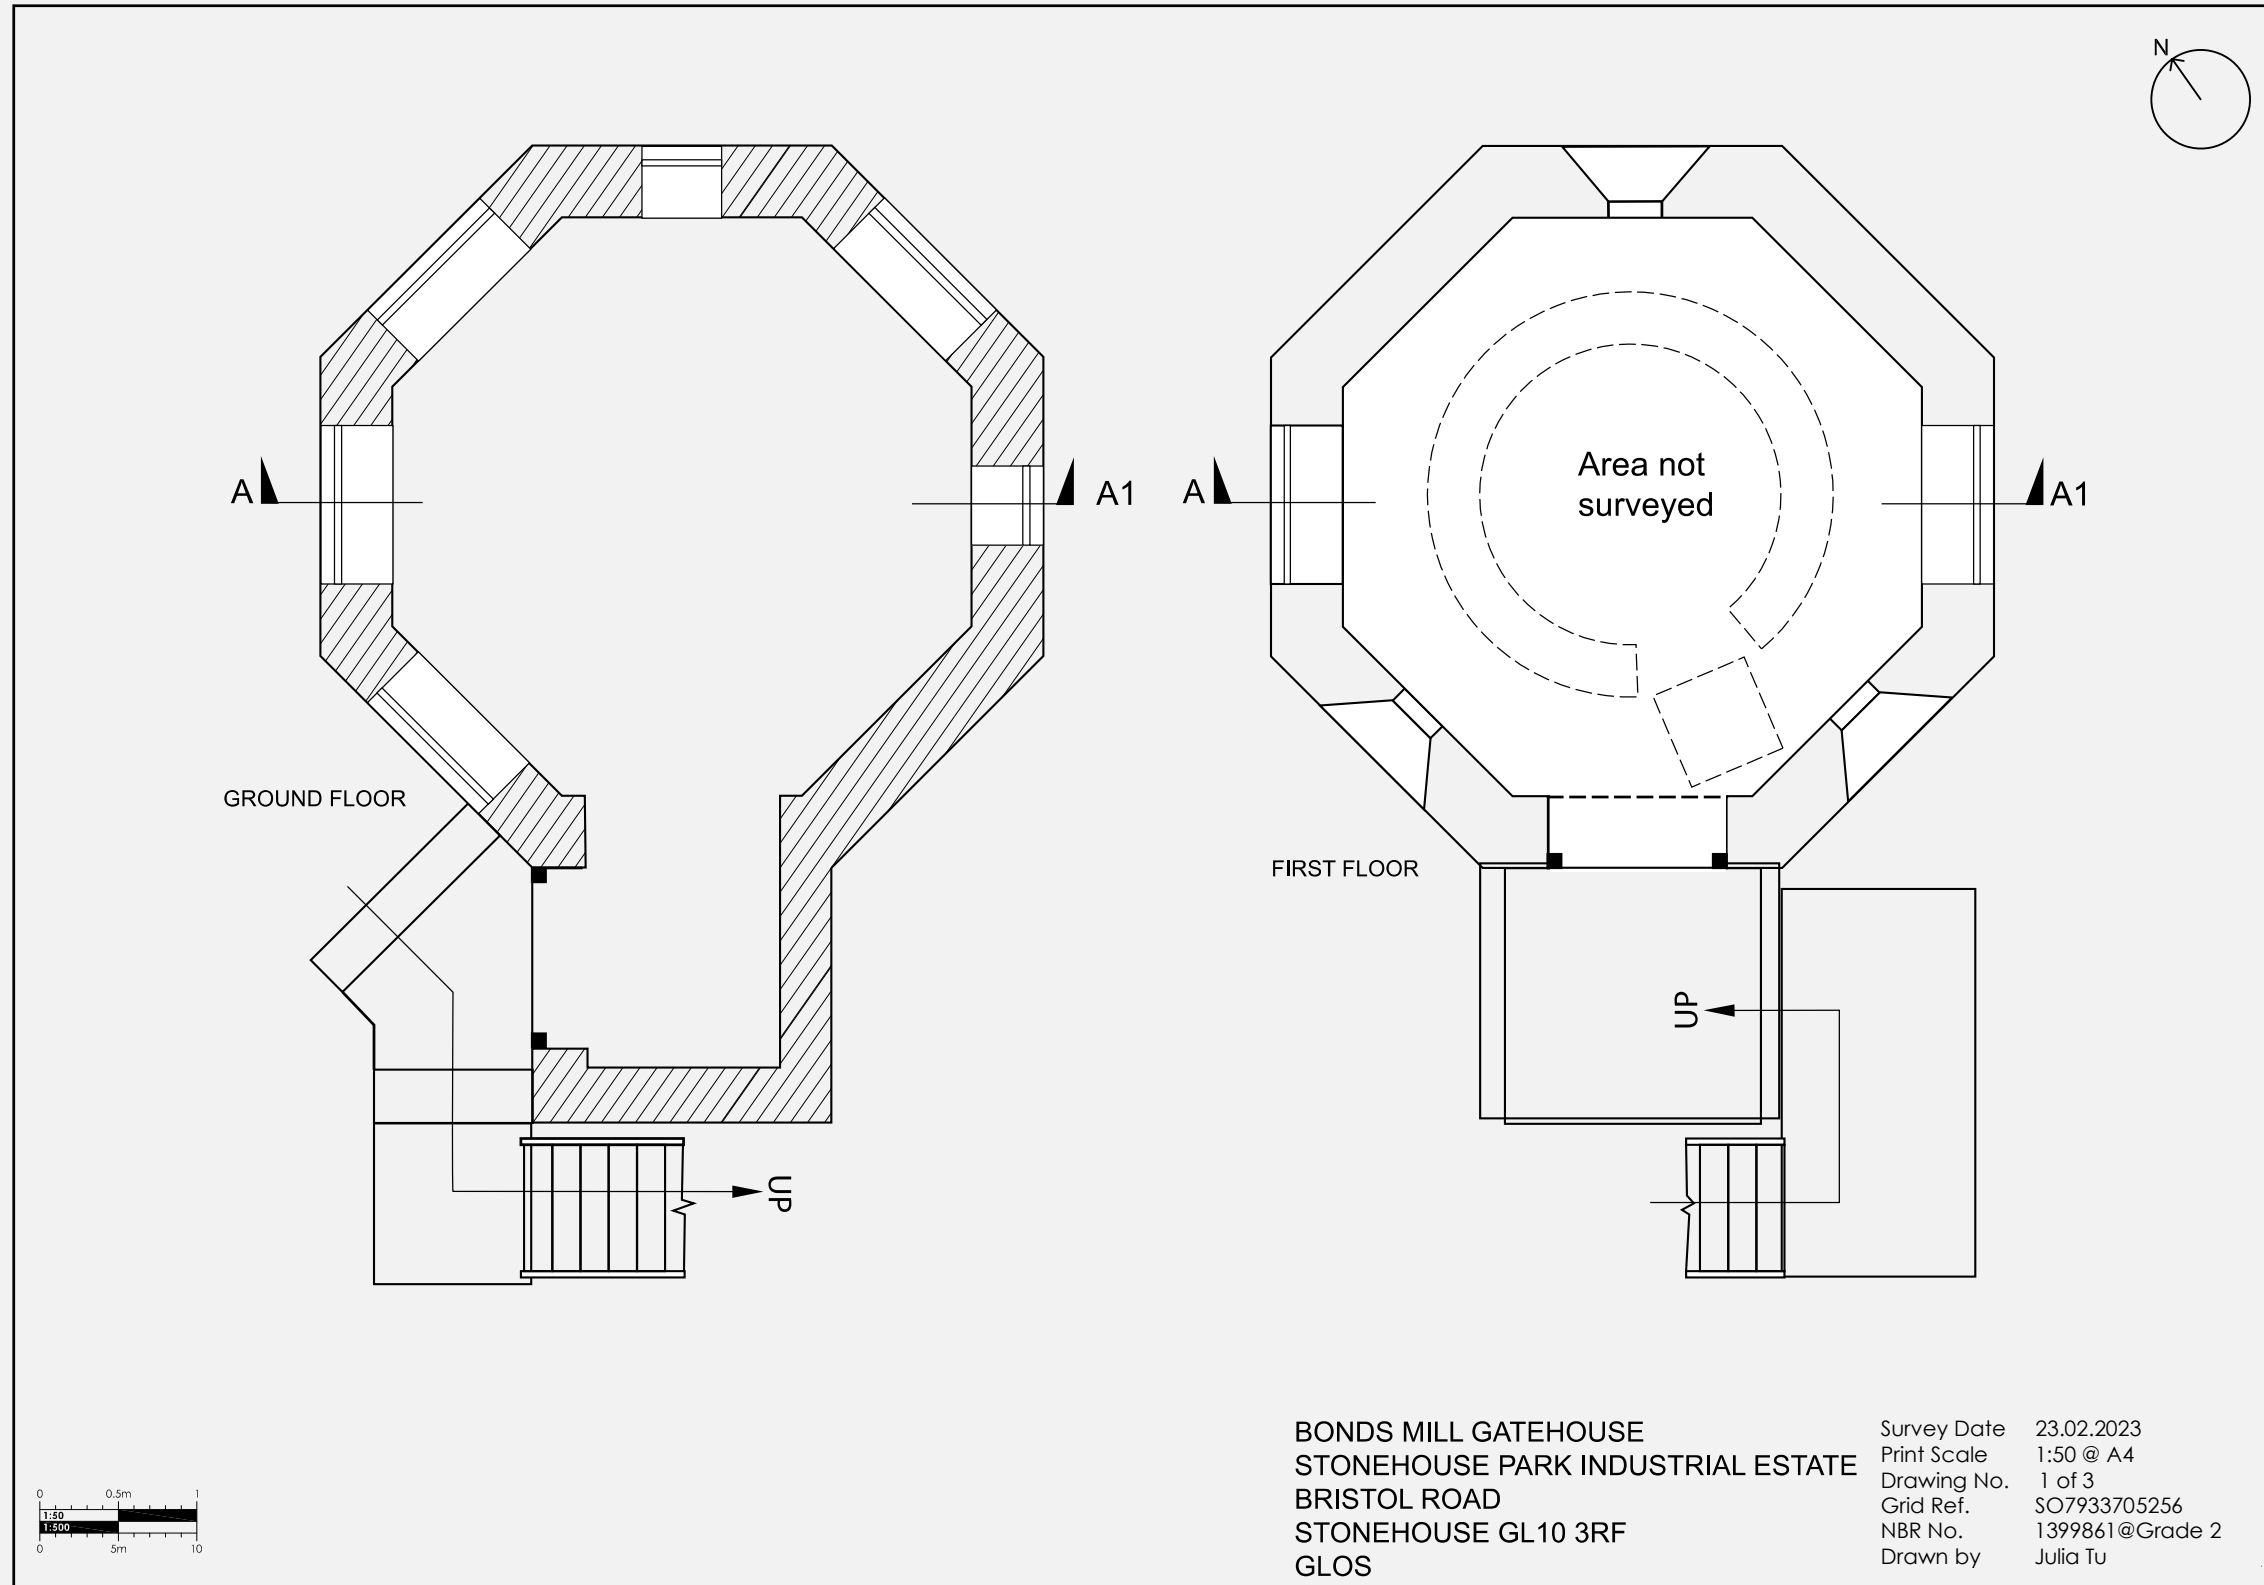 N
A
A1
A
A1
Area not
surveyed
GROUND FLOOR
FIRST FLOOR
UP
UP
BONDS MILL GATEHOUSE
STONEHOUSE PARK INDUSTRIAL ESTATE
BRISTOL ROAD
STONEHOUSE GL10 3RF
GLOS
Survey Date 23.02.2023
Print Scale 1:50 @ A4
Drawing No. 1 of 3
Grid Ref. SO7933705256
NBR No. 1399861@Grade 2
Drawn by Julia Tu
0 0.5m 1
1:50
1:500
0 5m 10